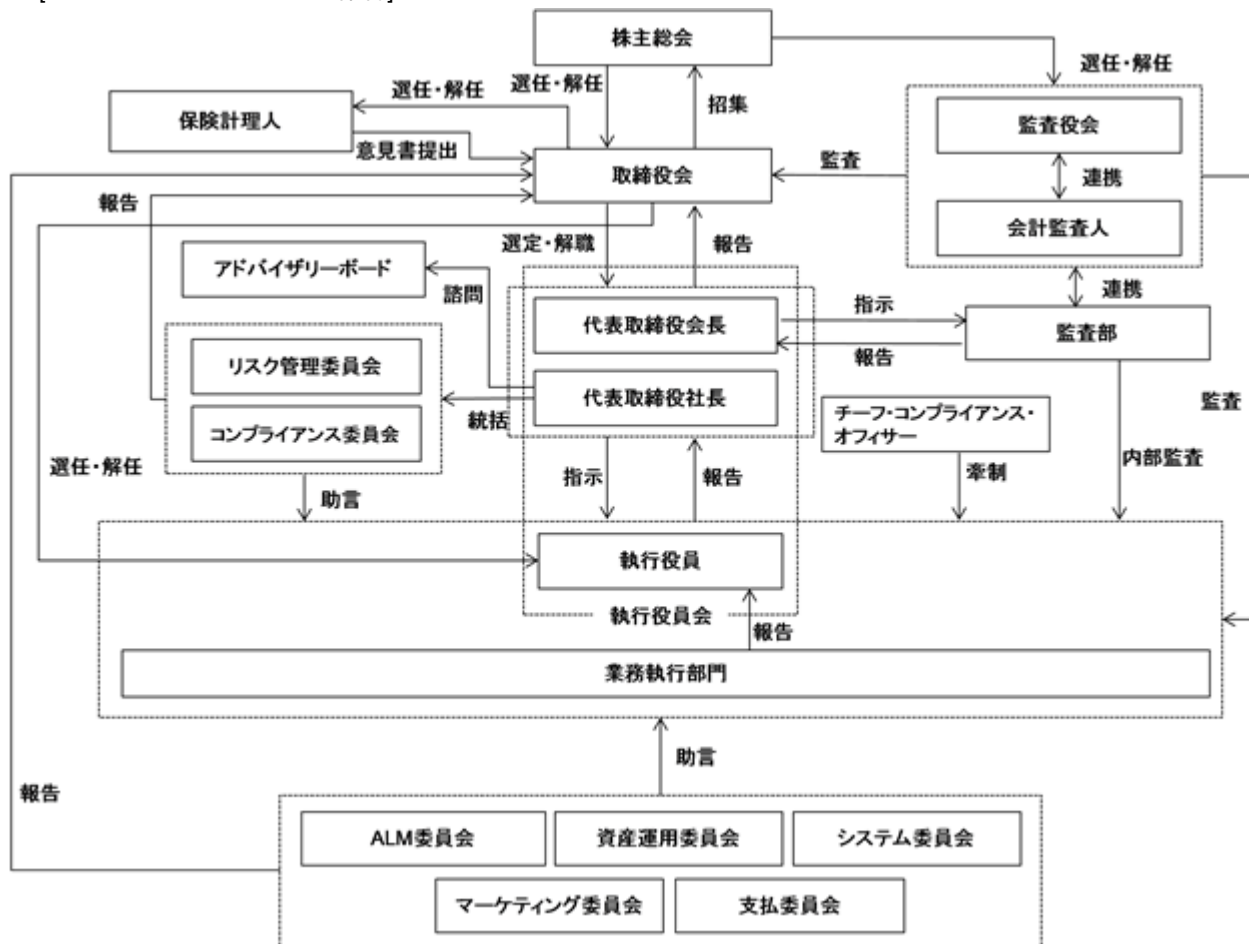 株主総会
選任・解任
選任・解任
選任・解任
招集
保険計理人
意見書提出
監査役会
連携
会計監査人
取締役会
監査
報告
選定・解職
報告
アドバイザリーボード
諮問
連携
代表取締役会長
指示
報告
監査部
リスク管理委員会
代表取締役社長
統括
コンプライアンス委員会
チーフ・コンプライアンス・
オフィサー
監査
選任・解任
助言
指示
報告
牽制
内部監査
執行役員
執行役員会
報告
業務執行部門
助言
報告
ALM委員会
資産運用委員会
システム委員会
マーケティング委員会
支払委員会